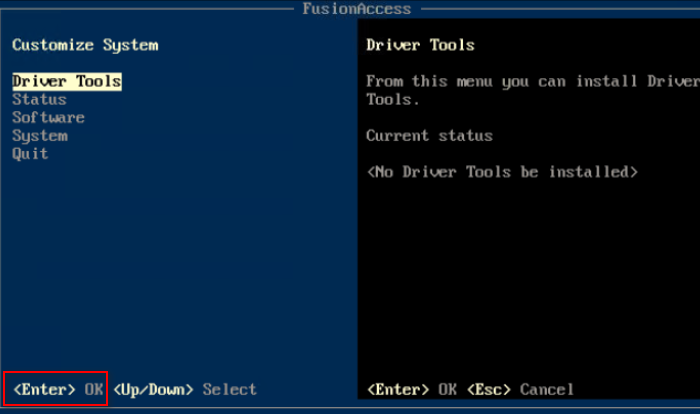 FusionAccess
Customize System
Driver Tools
Status
Software
System
Quit
<Enter> OK <Up/Down> Select
Driver Tools
From this menu you can install Driver
Tools.
Current status
<No Driver Tools be installed>
<Enter> OK <Esc> Cancel